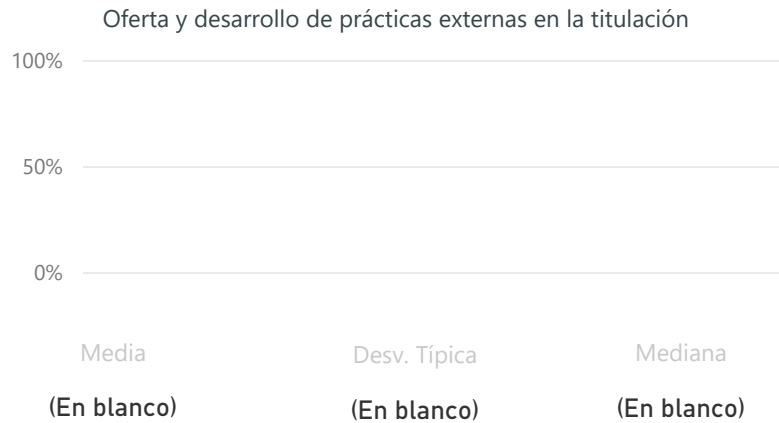 Oferta y desarrollo de prácticas externas en la titulación
100%
50%
0%
Media
Desv. Típica
Mediana
(En blanco)
(En blanco)
(En blanco)